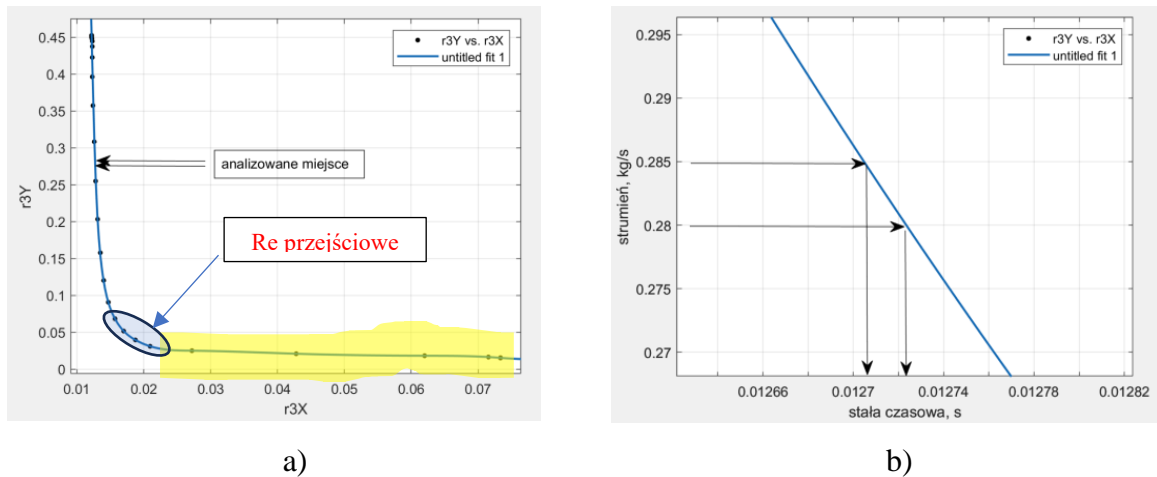 0.45
0.4
0.35
0.3
0.25
0.2
0.15
0.1
0.05
0
r3Y
r3Y vs. r3X
untitled fit 1
analizowane miejsce
Re przejściowe
0.01 0.02 0.03 0.04 0.05 0.06 0.07
r3X
a)
0.295
0.29
0.285
0.28
0.275
0.27
strumień, kg/s
r3Y vs. r3X
untitled fit 1
0.01266 0.0127 0.01274 0.01278 0.01282
stała czasowa, s
b)